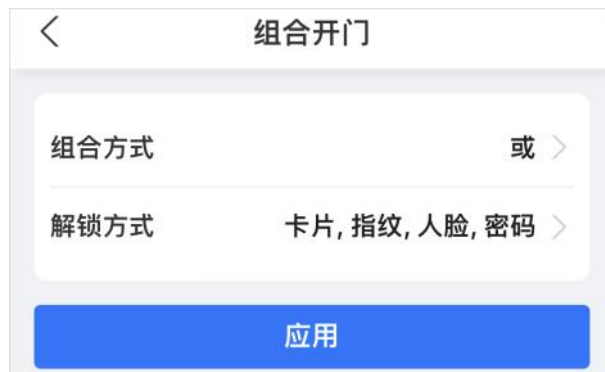 组合开门
组合方式 或
解锁方式 卡片, 指纹, 人脸, 密码
应用